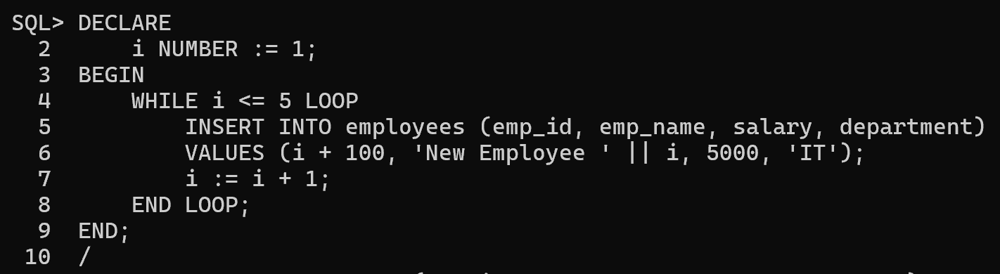 SQL> DECLARE
  2      i NUMBER := 1;
  3  BEGIN
  4      WHILE i <= 5 LOOP
  5          INSERT INTO employees (emp_id, emp_name, salary, department)
  6          VALUES (i + 100, 'New Employee ' || i, 5000, 'IT');
  7          i := i + 1;
  8      END LOOP;
  9  END;
 10  /